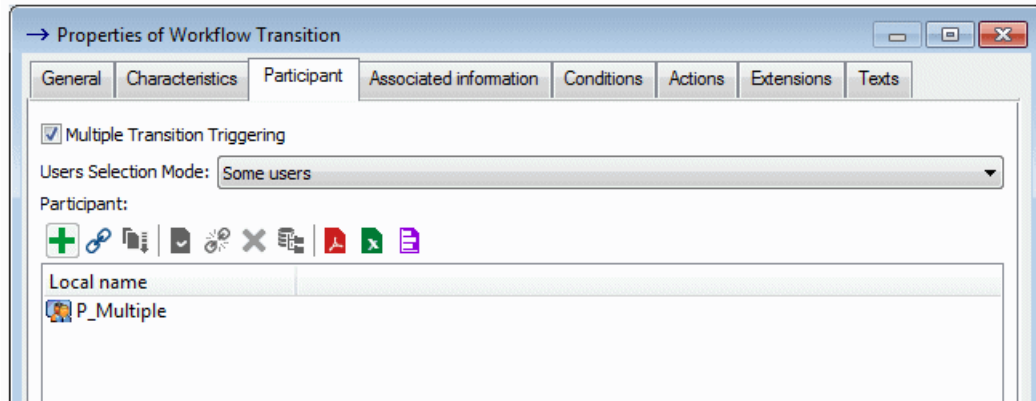 Properties of Workflow Transition
General Characteristics Participant Associated information Conditions Actions Extensions Texts
Multiple Transition Triggering
Users Selection Mode: Some users
Participant:
Local name
P_Multiple